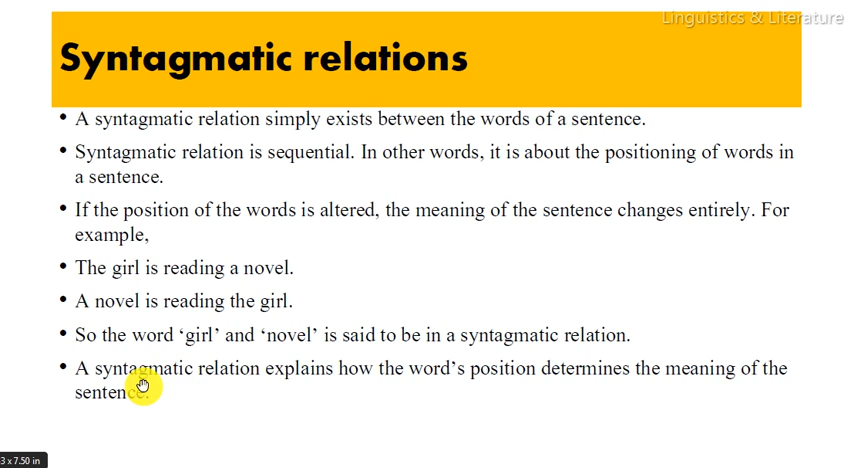 Linguistics & Literature
Syntagmatic relations
• A syntagmatic relation simply exists between the words of a sentence.
• Syntagmatic relation is sequential. In other words, it is about the positioning of words in
a sentence.
• If the position of the words is altered, the meaning of the sentence changes entirely. For
example,
• The girl is reading a novel.
• A novel is reading the girl.
• So the word ‘girl’ and ‘novel’ is said to be in a syntagmatic relation.
• A syntagmatic relation explains how the word’s position determines the meaning of the
sentence.
3 x 7.50 in